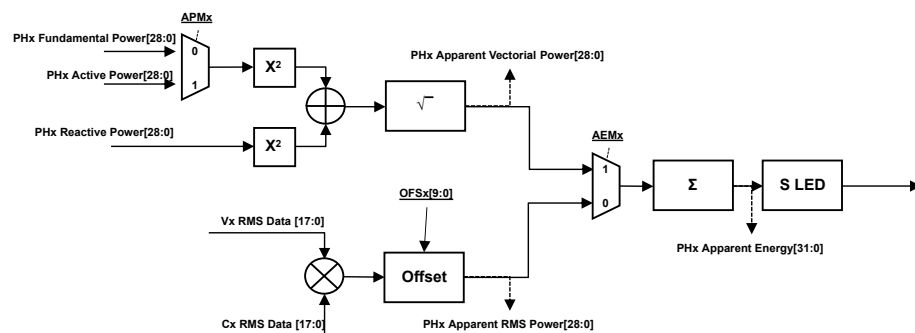 APMx
PHx Fundamental Power[28:0]
0
PHx Active Power[28:0]
1
X²
PHx Apparent Vectorial Power[28:0]
√‾
PHx Reactive Power[28:0]
X²
AEMx
1
0
Σ
S LED
OFSx[9:0]
Vx RMS Data [17:0]
Offset
PHx Apparent Energy[31:0]
Cx RMS Data [17:0]
PHx Apparent RMS Power[28:0]